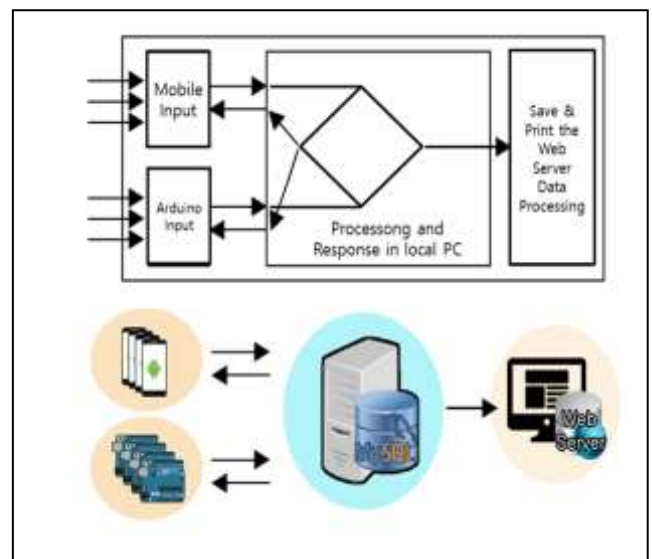 Mobile
Input
Arduino
Input
Processong and
Response in local PC
Save &
Print the
Web
Server
Data
Processing
Web
Server